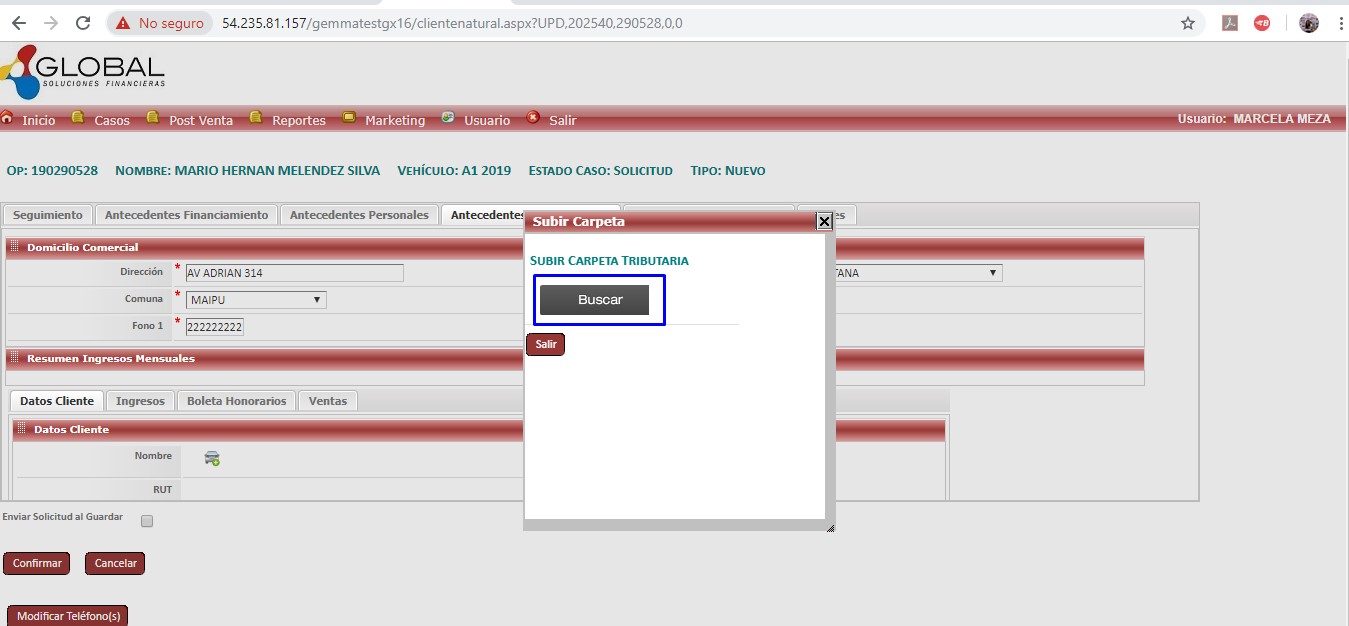 No seguro 54.235.81.157/gemmatestgx16/clientenatural.aspx?UPD,202540,290528,0,0
GLOBAL
SOLUCIONES FINANCIERAS
Inicio Casos Post Venta Reportes Marketing Usuario Salir Usuario: MARCELA MEZA
OP: 190290528 NOMBRE: MARIO HERNAN MELENDEZ SILVA VEHÍCULO: A1 2019 ESTADO CASO: SOLICITUD TIPO: NUEVO
Seguimiento Antecedentes Financiamiento Antecedentes Personales Antecedentes es
Subir Carpeta
Domicilio Comercial
SUBIR CARPETA TRIBUTARIA
Dirección * AV ADRIAN 314 TANA
Buscar
Comuna * MAIPU
Fono 1 * 222222222
Salir
Resumen Ingresos Mensuales
Datos Cliente Ingresos Boleta Honorarios Ventas
Datos Cliente
Nombre
RUT
Enviar Solicitud al Guardar
Confirmar Cancelar
Modificar Teléfono(s)